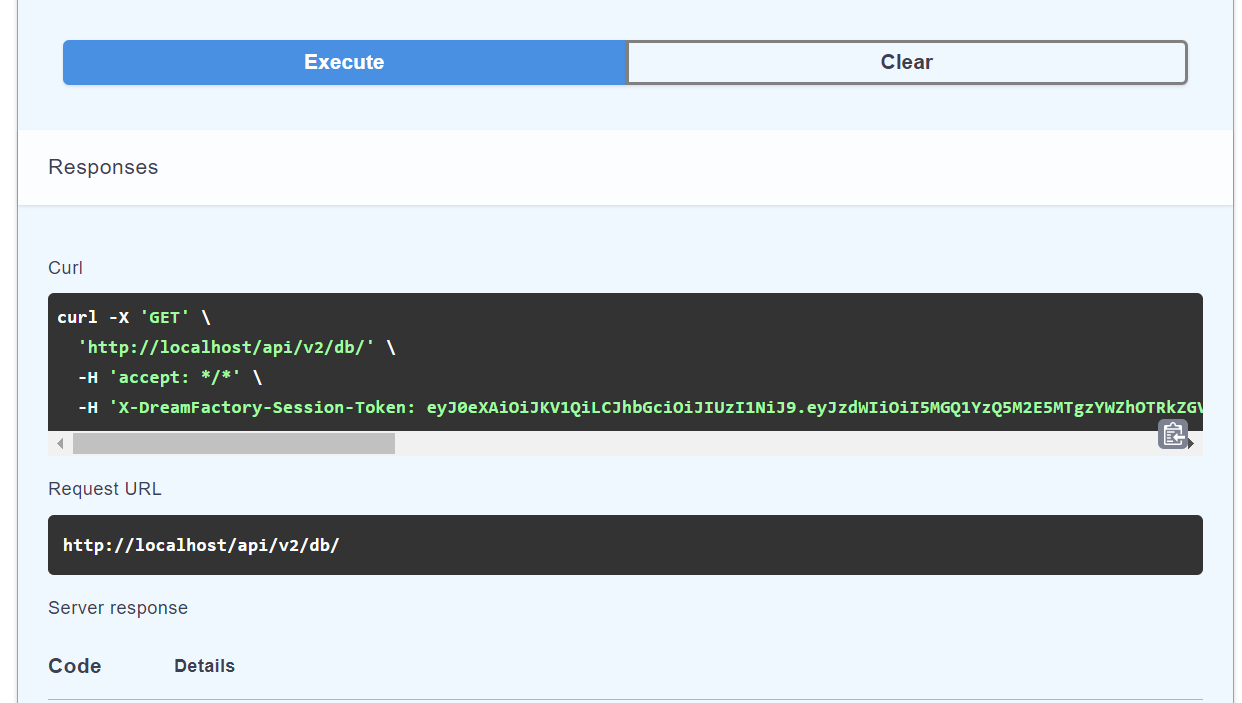 Execute
Clear
Responses
Curl
curl -X 'GET' \
'http://localhost/api/v2/db/' \
-H 'accept: */*' \
-H 'X-DreamFactory-Session-Token: eyJ0eXAiOiJKV1QiLCJhbGciOiJIUzI1NiJ9.eyJzdWIiOiI5MGQ1YzQ5M2E5MTgzYWZhOTRkZGV
Request URL
http://localhost/api/v2/db/
Server response
Code Details